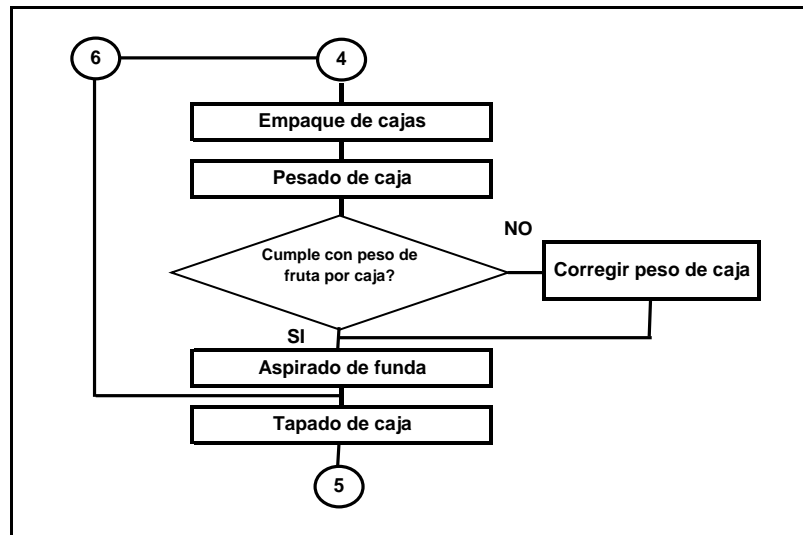 6
4
Empaque de cajas
Pesado de caja
Cumple con peso de
fruta por caja?
NO
Corregir peso de caja
SI
Aspirado de funda
Tapado de caja
5